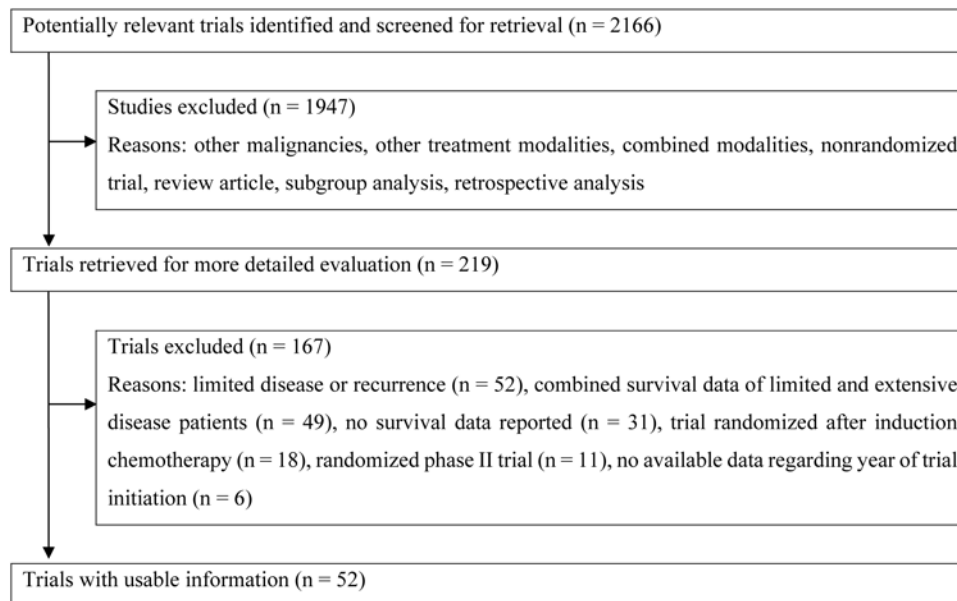 Potentially relevant trials identified and screened for retrieval (n = 2166)
Studies excluded (n = 1947)
Reasons: other malignancies, other treatment modalities, combined modalities, nonrandomized
trial, review article, subgroup analysis, retrospective analysis
Trials retrieved for more detailed evaluation (n = 219)
Trials excluded (n = 167)
Reasons: limited disease or recurrence (n = 52), combined survival data of limited and extensive
disease patients (n = 49), no survival data reported (n = 31), trial randomized after induction
chemotherapy (n = 18), randomized phase II trial (n = 11), no available data regarding year of trial
initiation (n = 6)
Trials with usable information (n = 52)